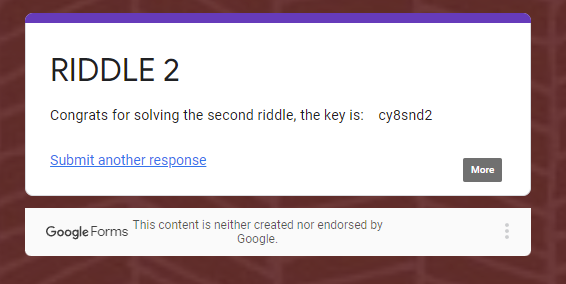 RIDDLE 2
Congrats for solving the second riddle, the key is: cy8snd2
Submit another response
More
Google Forms
This content is neither created nor endorsed by
Google.